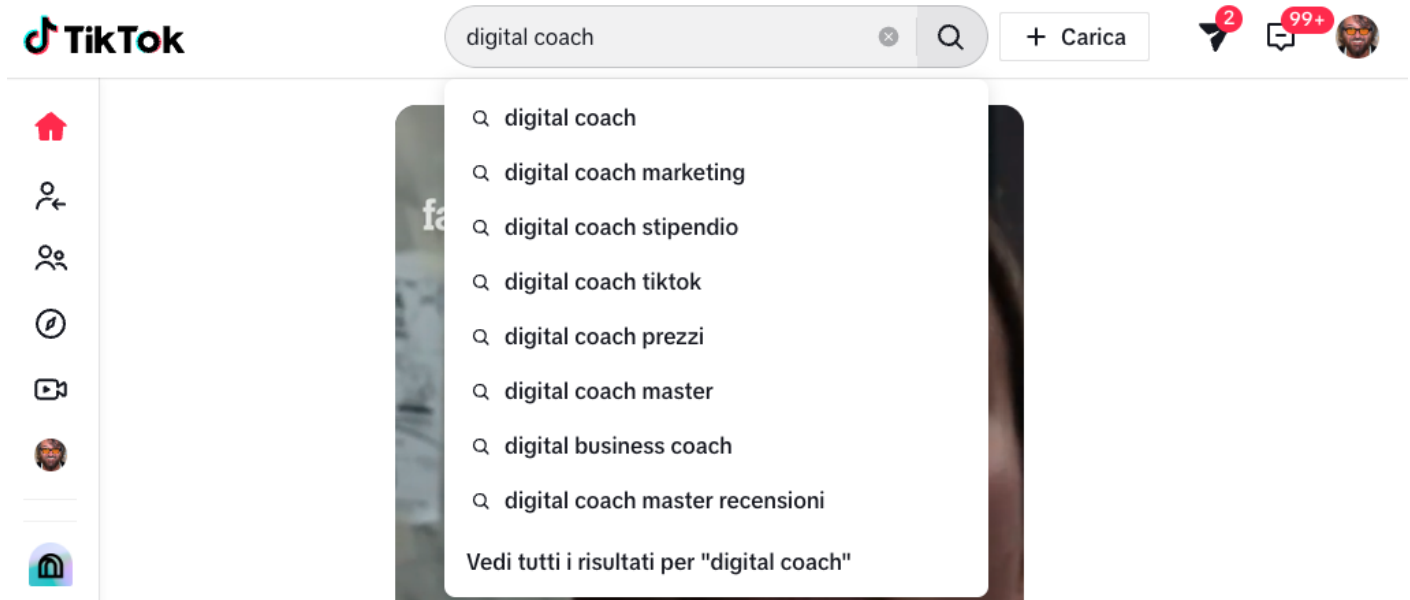 TikTok
digital coach
Carica
2
99+
digital coach
digital coach marketing
digital coach stipendio
digital coach tiktok
digital coach prezzi
digital coach master
digital business coach
digital coach master recensioni
Vedi tutti i risultati per "digital coach"